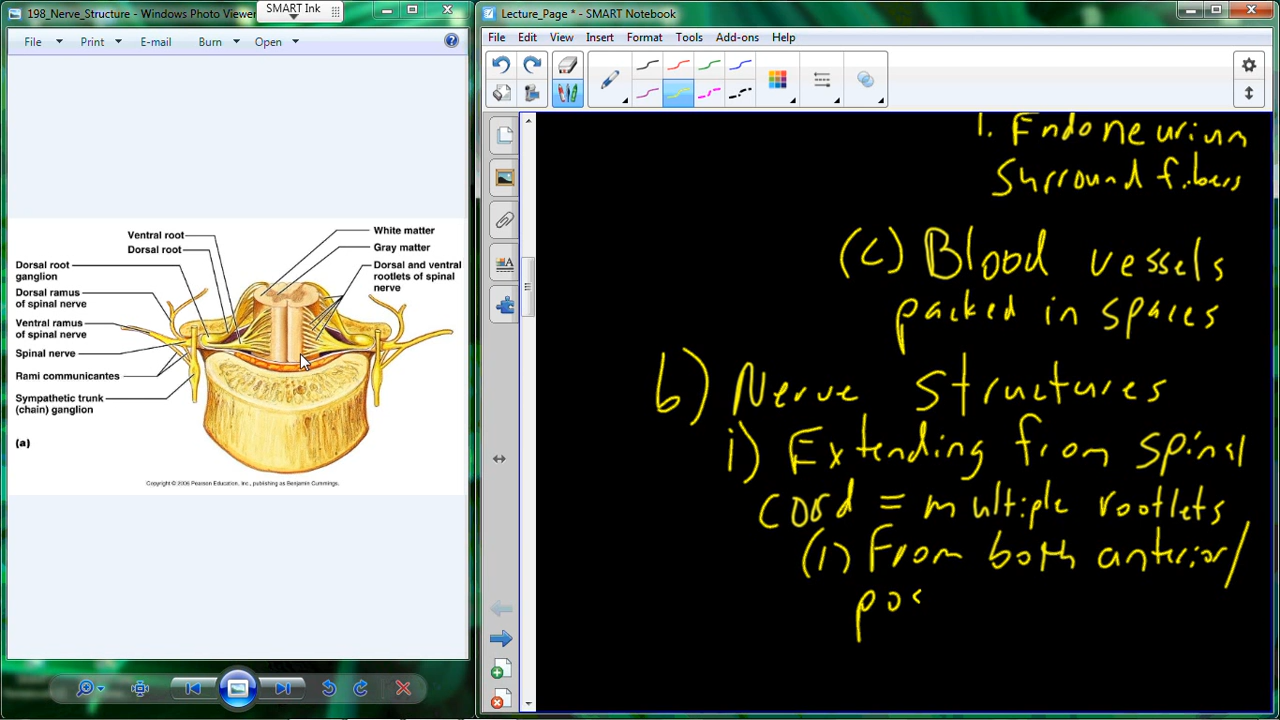 198_Nerve_Structure - Windows Photo Viewer
SMART Ink
File Print E-mail Burn Open
Ventral root
Dorsal root
Dorsal root
ganglion
Dorsal ramus
of spinal nerve
Ventral ramus
of spinal nerve
Spinal nerve
Rami communicantes
Sympathetic trunk
(chain) ganglion
(a)
White matter
Gray matter
Dorsal and ventral
rootlets of spinal
nerve
Copyright © 2006 Pearson Education, Inc., publishing as Benjamin Cummings.
Lecture_Page * - SMART Notebook
File Edit View Insert Format Tools Add-ons Help
1. Endoneurium
surround fibers
(c) Blood vessels
packed in spaces
b) Nerve structures
i) Extending from spinal
cord = multiple rootlets
(1) From both anterior/
pos